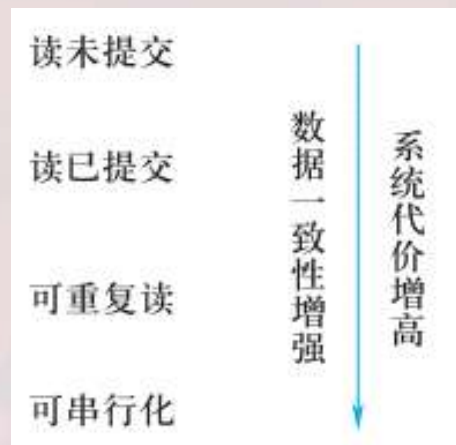 读未提交
读已提交
可重复读
可串行化
数据一致性增强
系统代价增高